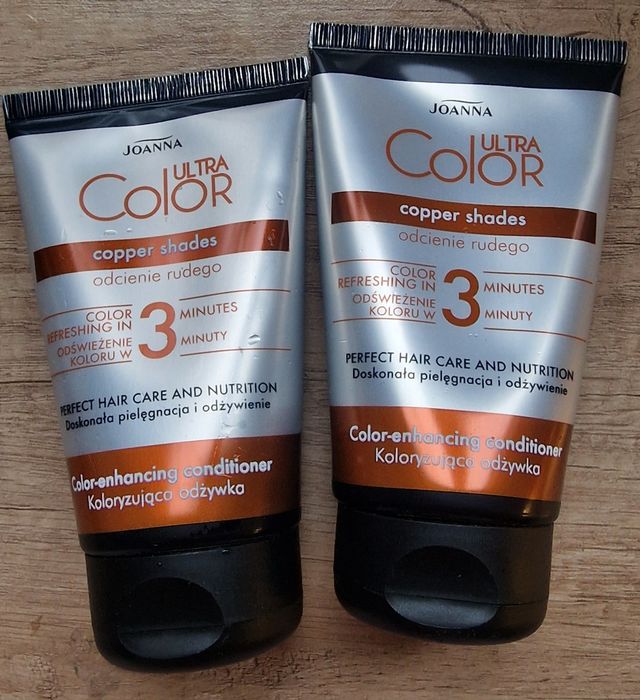 JOANNA
ULTRA
COLOR
copper shades
odcienie rudego
COLOR
REFRESHING IN
ODŚWIEŻENIE
KOLORU W
3
MINUTES
MINUTY
PERFECT HAIR CARE AND NUTRITION
Doskonała pielęgnacja i odżywienie
Color-enhancing conditioner
Koloryzująca odżywka
JOANNA
ULTRA
COLOR
copper shades
odcienie rudego
COLOR
REFRESHING IN
ODŚWIEŻENIE
KOLORU W
3
MINUTES
MINUTY
PERFECT HAIR CARE AND NUTRITION
Doskonała pielęgnacja i odżywienie
Color-enhancing conditioner
Koloryzująca odżywka